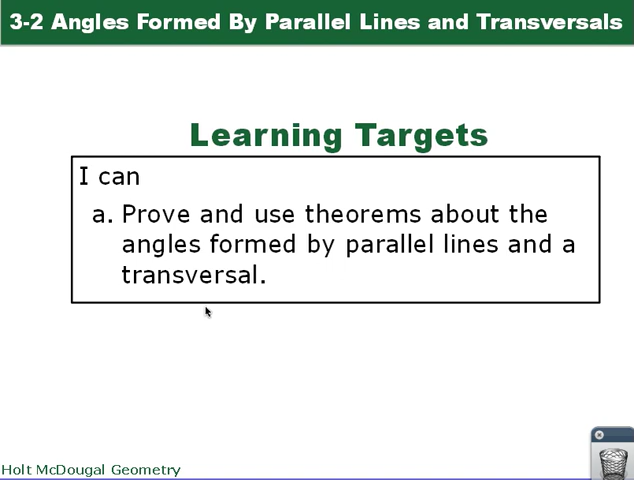 3-2 Angles Formed By Parallel Lines and Transversals
Learning Targets
I can
a. Prove and use theorems about the
angles formed by parallel lines and a
transversal.
Holt McDougal Geometry